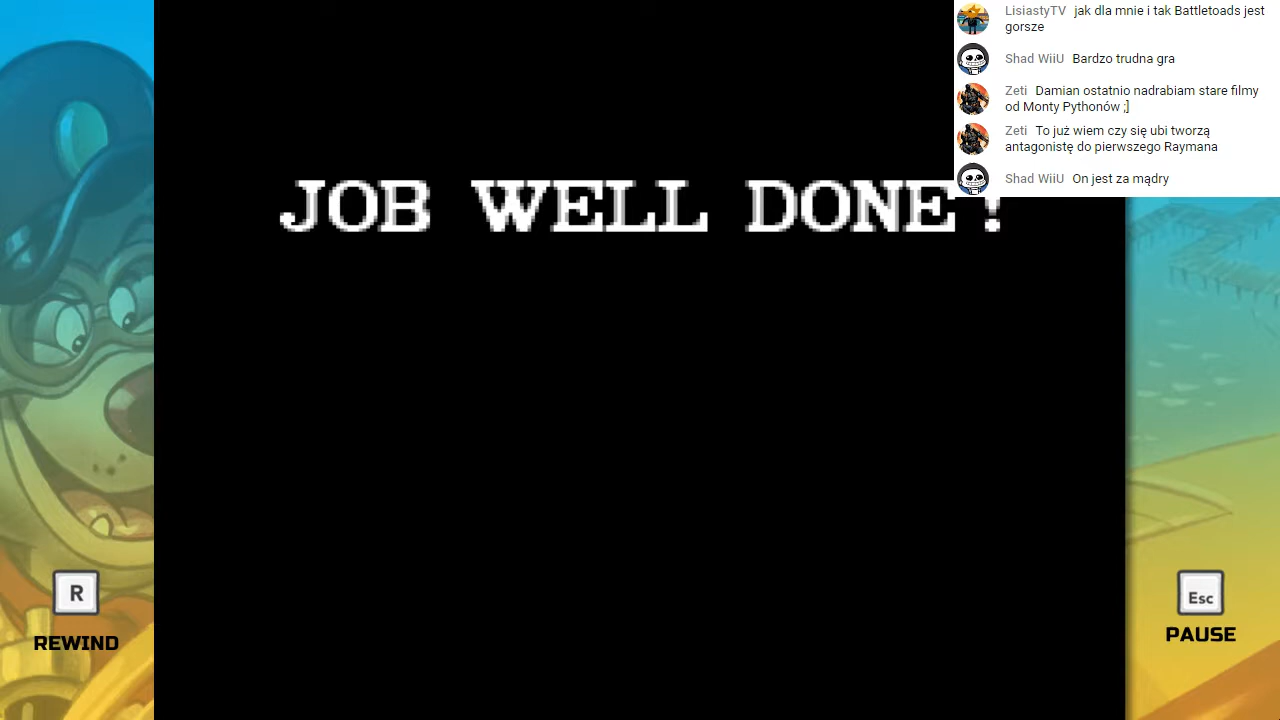 LisiastyTV jak dla mnie i tak Battletoads jest
gorsze
Shad WiiU Bardzo trudna gra
Zeti Damian ostatnio nadrabiam stare filmy
od Monty Pythonów ;]
Zeti To już wiem czy się ubi tworzą
antagonistę do pierwszego Raymana
Shad WiiU On jest za mądry
JOB WELL DONE !
R
REWIND
Esc
PAUSE